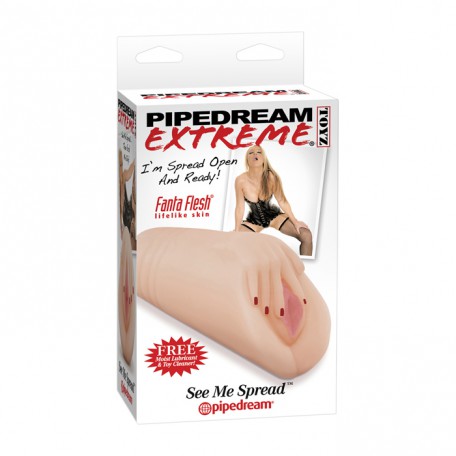 PIPEDREAM
EXTREME®
TOYZ
I'm Spread Open
And Ready!
Fanta Flesh®
lifelike skin
FREE
Moist Lubricant
& Toy Cleaner!
See Me Spread™
pipedream®